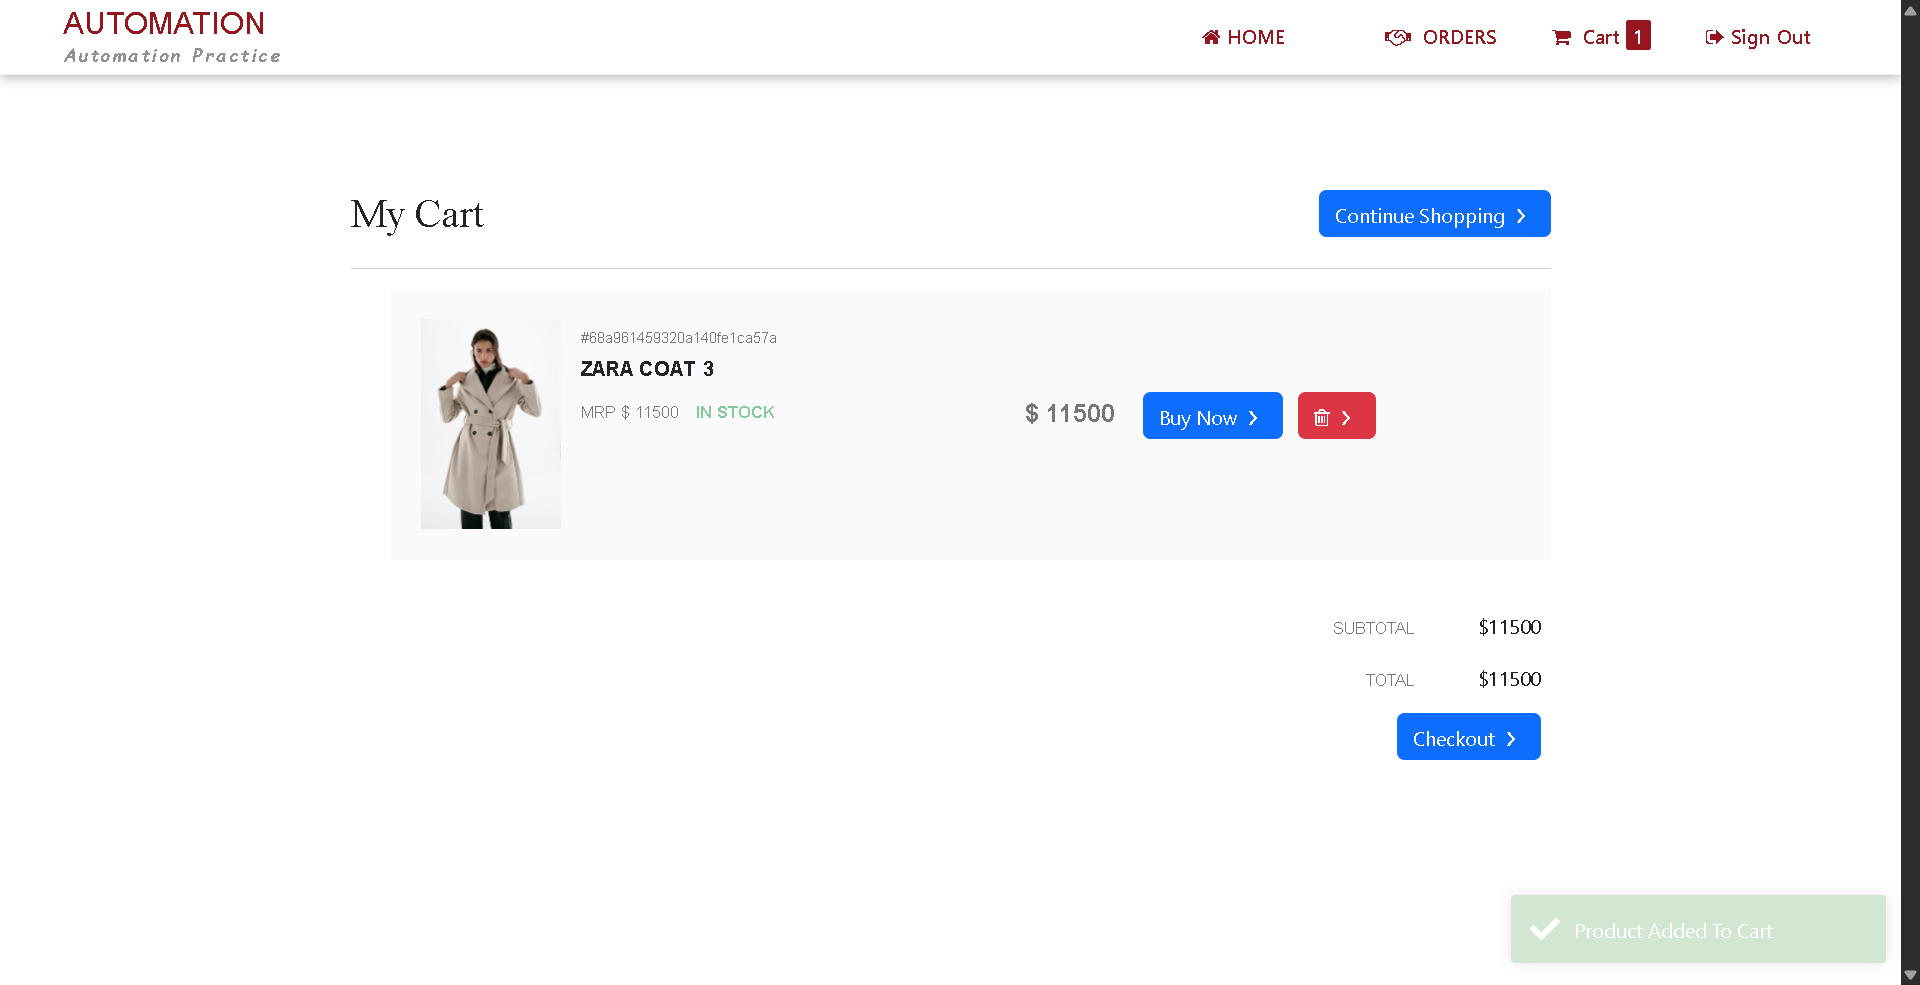 AUTOMATION
Automation Practice
HOME
ORDERS
Cart 1
Sign Out
My Cart
Continue Shopping
#68a961459320a140fe1ca57a
ZARA COAT 3
MRP $ 11500 IN STOCK
$ 11500
Buy Now
SUBTOTAL $11500
TOTAL $11500
Checkout
Product Added To Cart